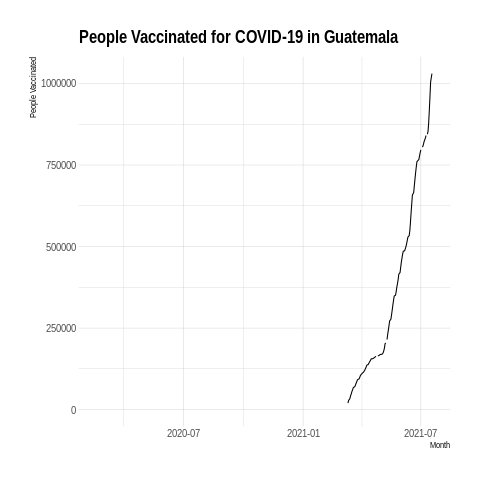 People Vaccinated for COVID-19 in Guatemala
People Vaccinated
1000000
750000
500000
250000
0
2020-07 2021-01 2021-07
Month